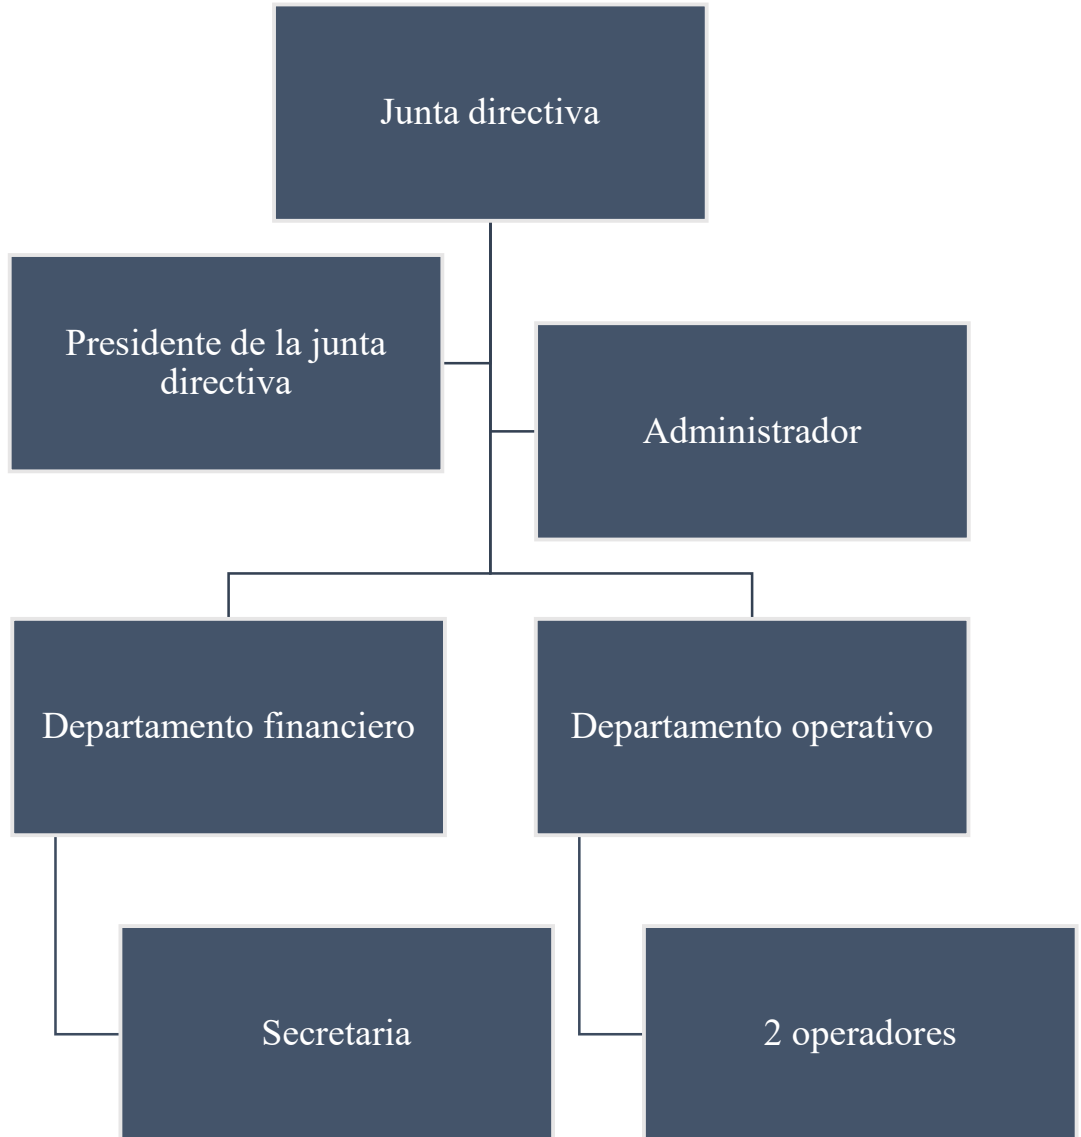 Junta directiva
Presidente de la junta
directiva
Administrador
Departamento financiero
Departamento operativo
Secretaria
2 operadores